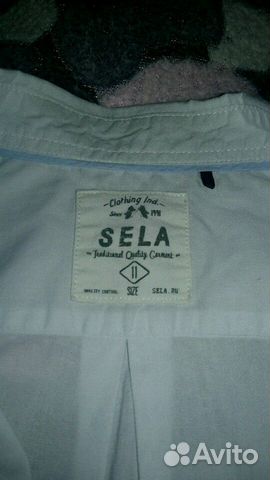 Clothing Ind.
Since 1991
SELA
Traditional Quality Garment
11
QUALITY CONTROL SIZE SELA.RU
Avito